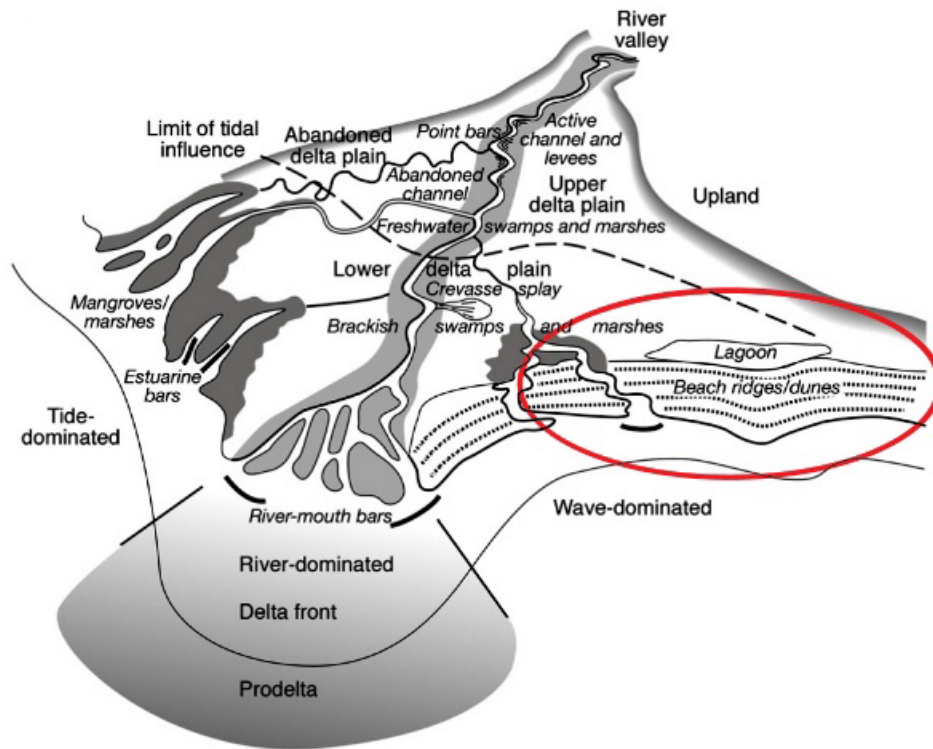 River
valley
Limit of tidal
influence
Abandoned
delta plain
Point bars
Active
channel and
levees
Abandoned
channel
Upper
delta plain
Upland
Freshwater swamps and marshes
Lower delta plain
Crevasse splay
Mangroves/
marshes
Brackish swamps and marshes
Lagoon
Estuarine
bars
Beach ridges/dunes
Tide-
dominated
River-mouth bars
Wave-dominated
River-dominated
Delta front
Prodelta